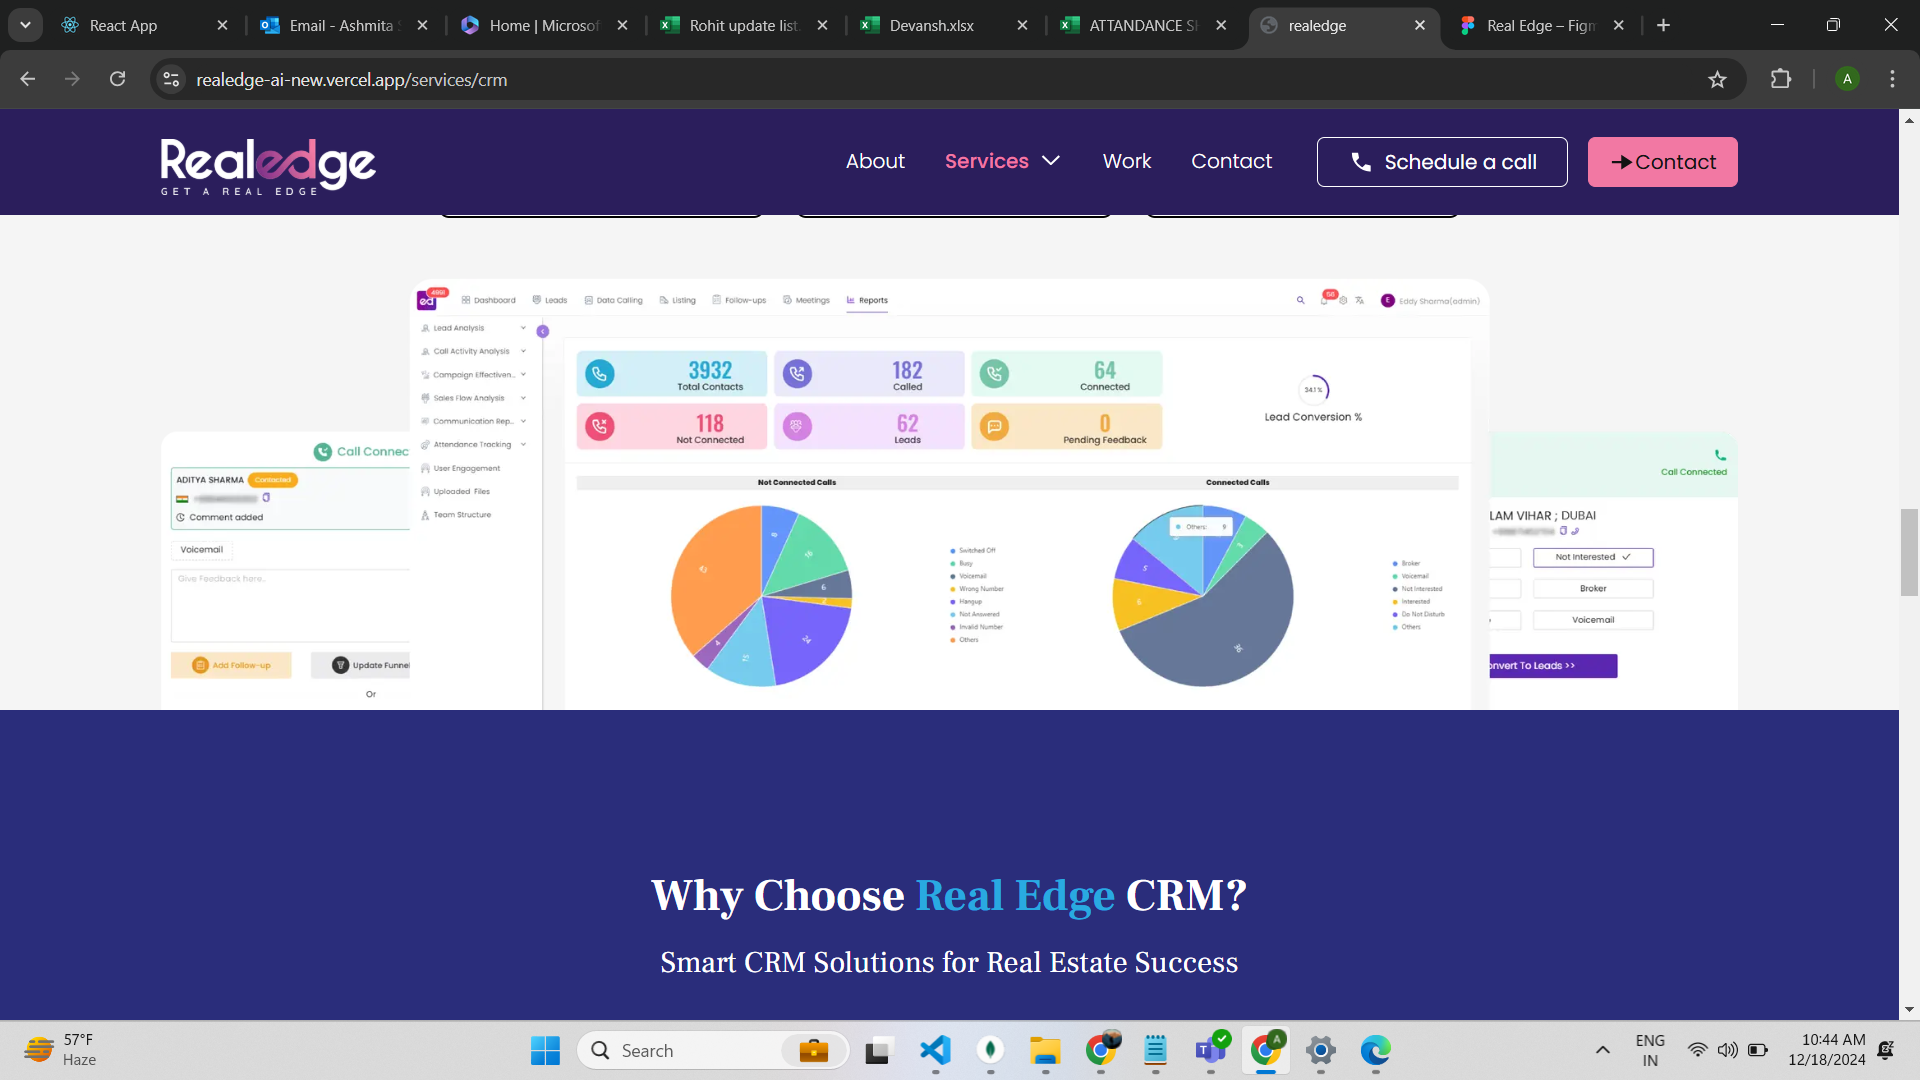 React App
Email - Ashmita
Home | Microsof
Rohit update list.
Devansh.xlsx
ATTANDANCE SH
realedge
Real Edge – Figm
realedge-ai-new.vercel.app/services/crm
Realedge
GET A REAL EDGE
About
Services
Work
Contact
Schedule a call
Contact
4991
ed
Dashboard
Leads
Data Calling
Listing
Follow-ups
Meetings
Reports
E
Eddy Sharma(admin)
Lead Analysis
Call Activity Analysis
Campaign Effectiven..
Sales Flow Analysis
Communication Rep..
Attendance Tracking
User Engagement
Uploaded Files
Team Structure
3932
Total Contacts
182
Called
64
Connected
118
Not Connected
62
Leads
0
Pending Feedback
34.1 %
Lead Conversion %
Not Connected Calls
Connected Calls
Switched Off
Busy
Voicemail
Wrong Number
Hangup
Not Answered
Invalid Number
Others
Others: 9
Broker
Voicemail
Not Interested
Interested
Do Not Disturb
Others
Call Connec
ADITYA SHARMA
Contacted
Comment added
Voicemail
Give Feedback here..
Add Follow-up
Update Funnel
Or
Call Connected
LAM VIHAR ; DUBAI
Not Interested
Broker
Voicemail
onvert To Leads >>
Why Choose Real Edge CRM?
Smart CRM Solutions for Real Estate Success
57°F
Haze
Search
ENG
IN
10:44 AM
12/18/2024